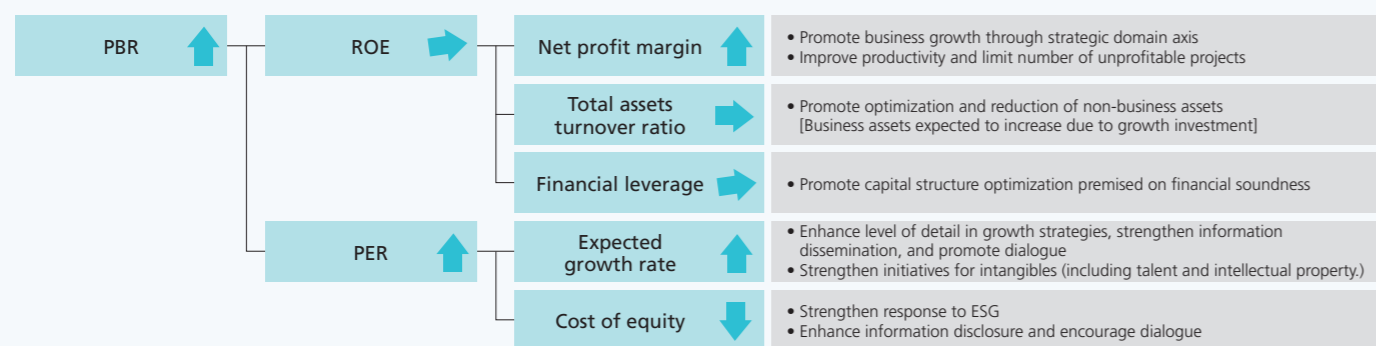 PBR
ROE
Net profit margin
• Promote business growth through strategic domain axis
• Improve productivity and limit number of unprofitable projects
Total assets
turnover ratio
• Promote optimization and reduction of non-business assets
[Business assets expected to increase due to growth investment]
Financial leverage
• Promote capital structure optimization premised on financial soundness
PER
Expected
growth rate
• Enhance level of detail in growth strategies, strengthen information
dissemination, and promote dialogue
• Strengthen initiatives for intangibles (including talent and intellectual property.)
Cost of equity
• Strengthen response to ESG
• Enhance information disclosure and encourage dialogue